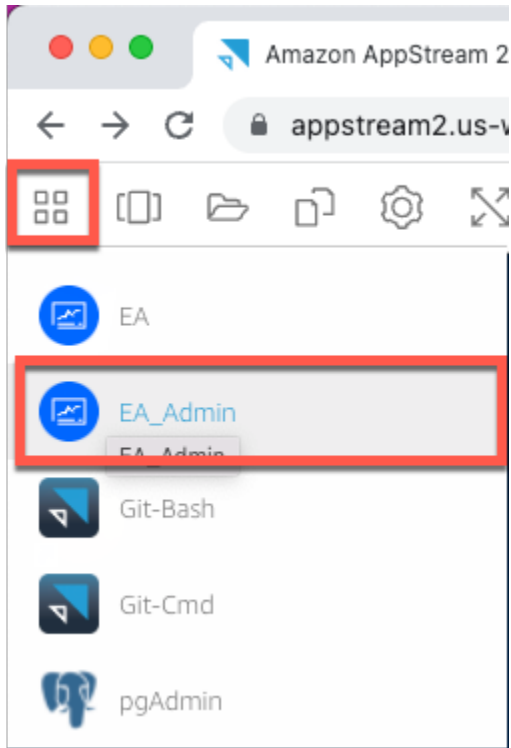 Amazon AppStream 2
appstream2.us-
EA
EA_Admin
EA_Admin
Git-Bash
Git-Cmd
pgAdmin